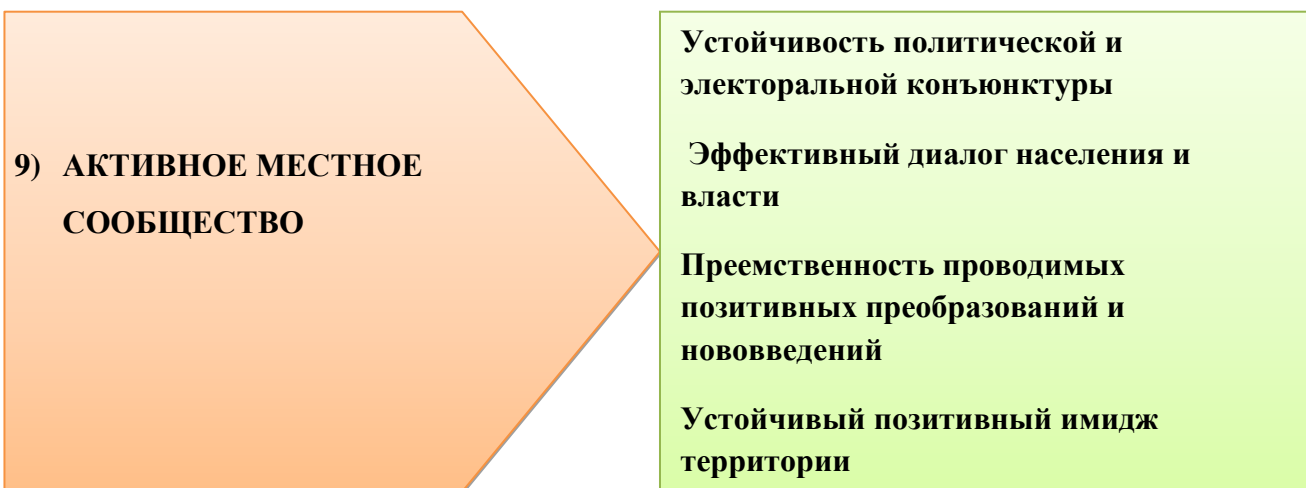 9) АКТИВНОЕ МЕСТНОЕ
СООБЩЕСТВО
Устойчивость политической и
электоральной конъюнктуры
Эффективный диалог населения и
власти
Преемственность проводимых
позитивных преобразований и
нововведений
Устойчивый позитивный имидж
территории